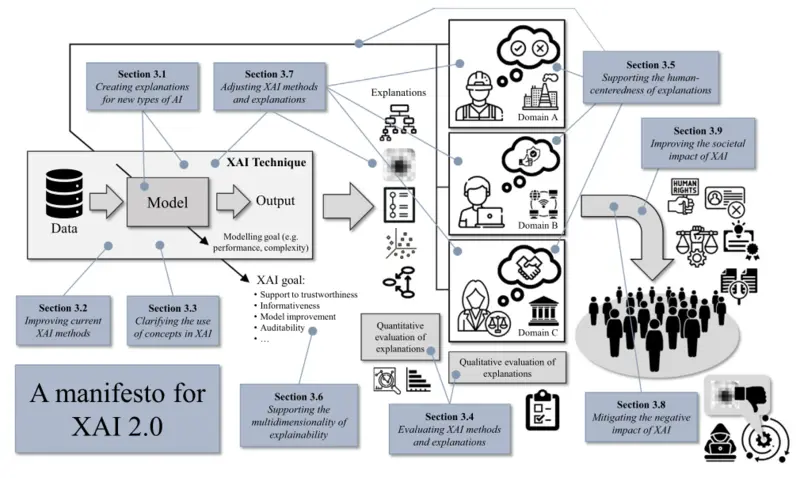 Section 3.1
Creating explanations
for new types of AI
Section 3.7
Adjusting XAI methods
and explanations
Explanations
Domain A
Section 3.5
Supporting the human-
centeredness of explanations
Section 3.9
Improving the societal
impact of XAI
XAI Technique
Data
Model
Output
Modelling goal (e.g.
performance, complexity)
Domain B
HUMAN
RIGHTS
XAI goal:
• Support to trustworthiness
• Informativeness
• Model improvement
• Auditability
• …
Domain C
Section 3.2
Improving current
XAI methods
Section 3.3
Clarifying the use
of concepts in XAI
Quantitative
evaluation of
explanations
Qualitative evaluation of
explanations
A manifesto for
XAI 2.0
Section 3.6
Supporting the
multidimensionality of
explainability
Section 3.4
Evaluating XAI methods
and explanations
Section 3.8
Mitigating the negative
impact of XAI